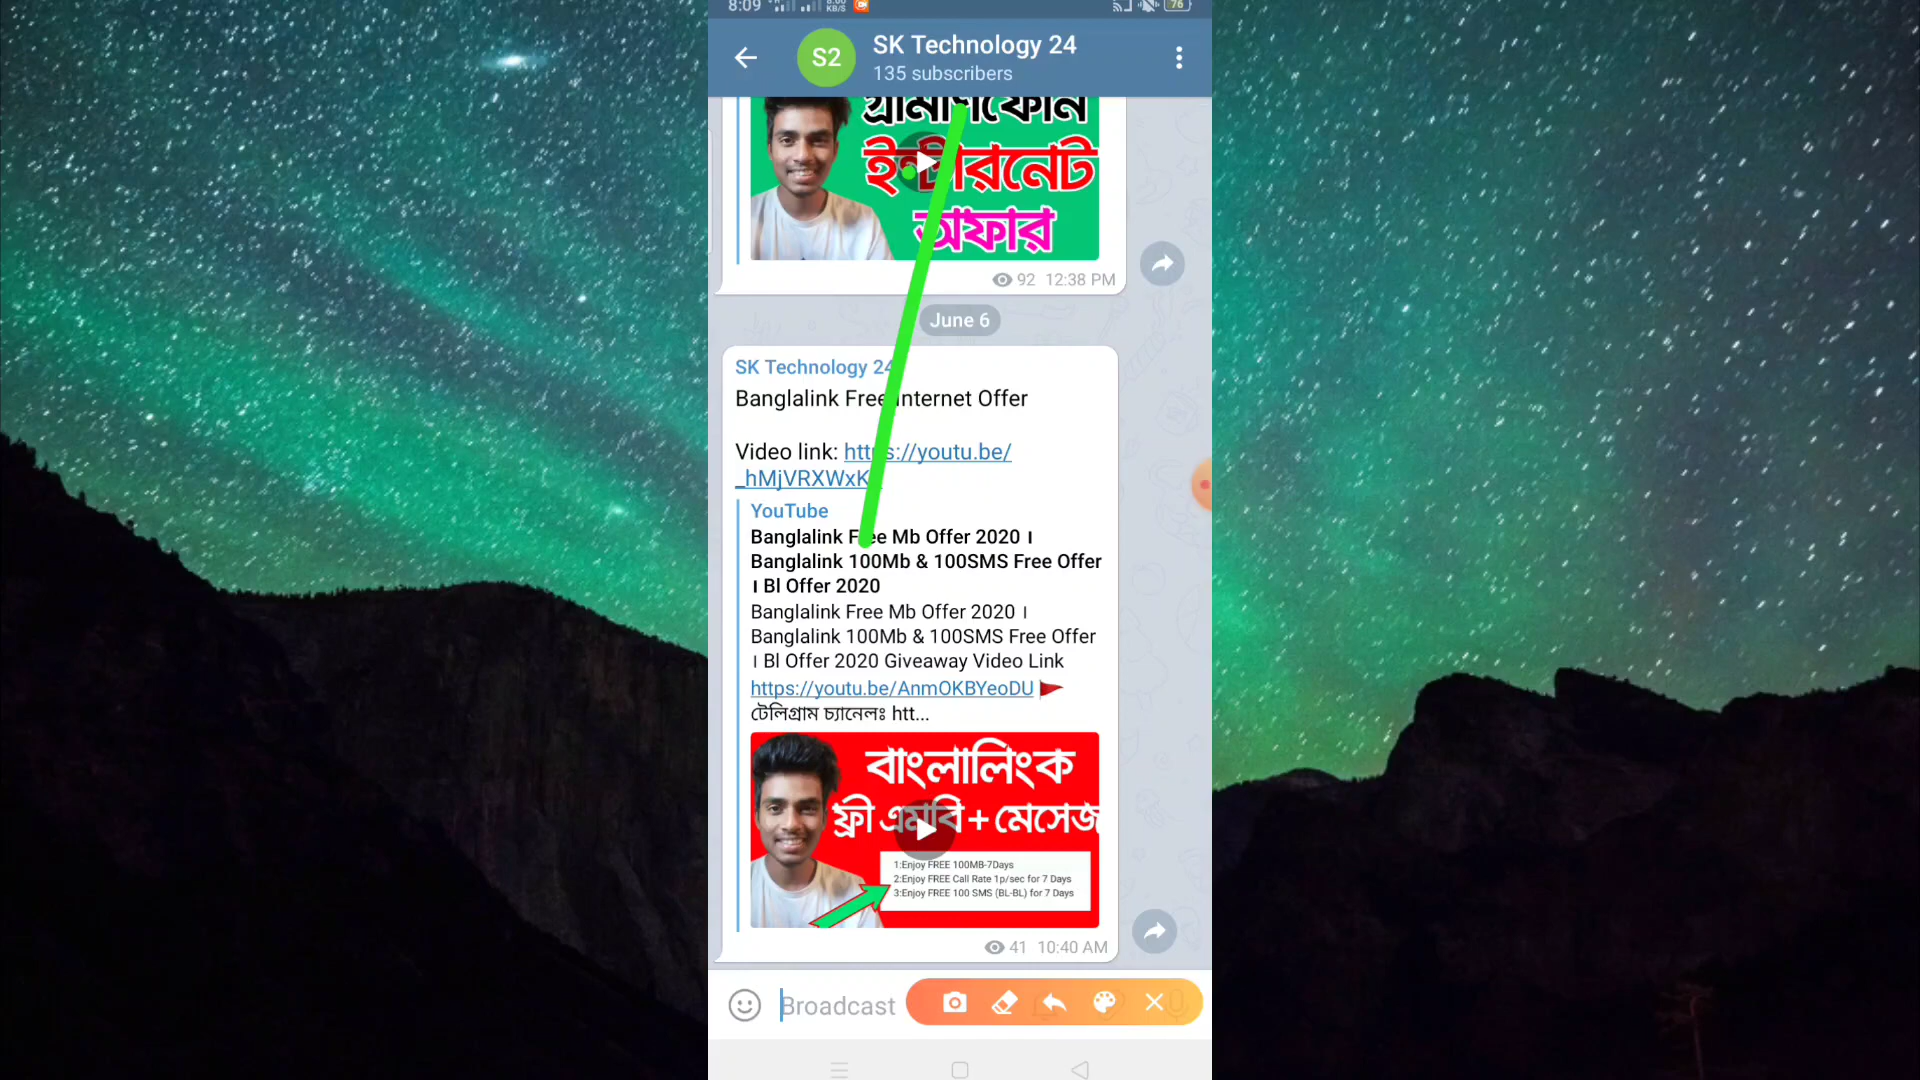 8:09
KB/S
76
S2
SK Technology 24
135 subscribers
গ্রামীণফোন
ইন্টারনেট
অফার
92 12:38 PM
June 6
SK Technology 24
Banglalink Free Internet Offer
Video link: https://youtu.be/
_hMjVRXWxK
YouTube
Banglalink Free Mb Offer 2020 ।
Banglalink 100Mb & 100SMS Free Offer
। Bl Offer 2020
Banglalink Free Mb Offer 2020 ।
Banglalink 100Mb & 100SMS Free Offer
। Bl Offer 2020 Giveaway Video Link
https://youtu.be/AnmOKBYeoDU
টেলিগ্রাম চ্যানেলঃ htt...
বাংলালিংক
ফ্রী এমবি+মেসেজ
1:Enjoy FREE 100MB-7Days
2:Enjoy FREE Call Rate 1p/sec for 7 Days
3:Enjoy FREE 100 SMS (BL-BL) for 7 Days
41 10:40 AM
Broadcast